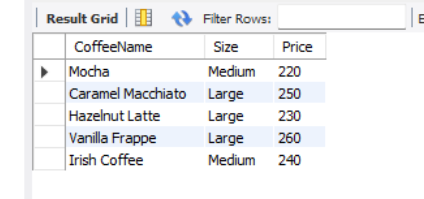 Result Grid Filter Rows: E
CoffeeName Size Price
Mocha Medium 220
Caramel Macchiato Large 250
Hazelnut Latte Large 230
Vanilla Frappe Large 260
Irish Coffee Medium 240